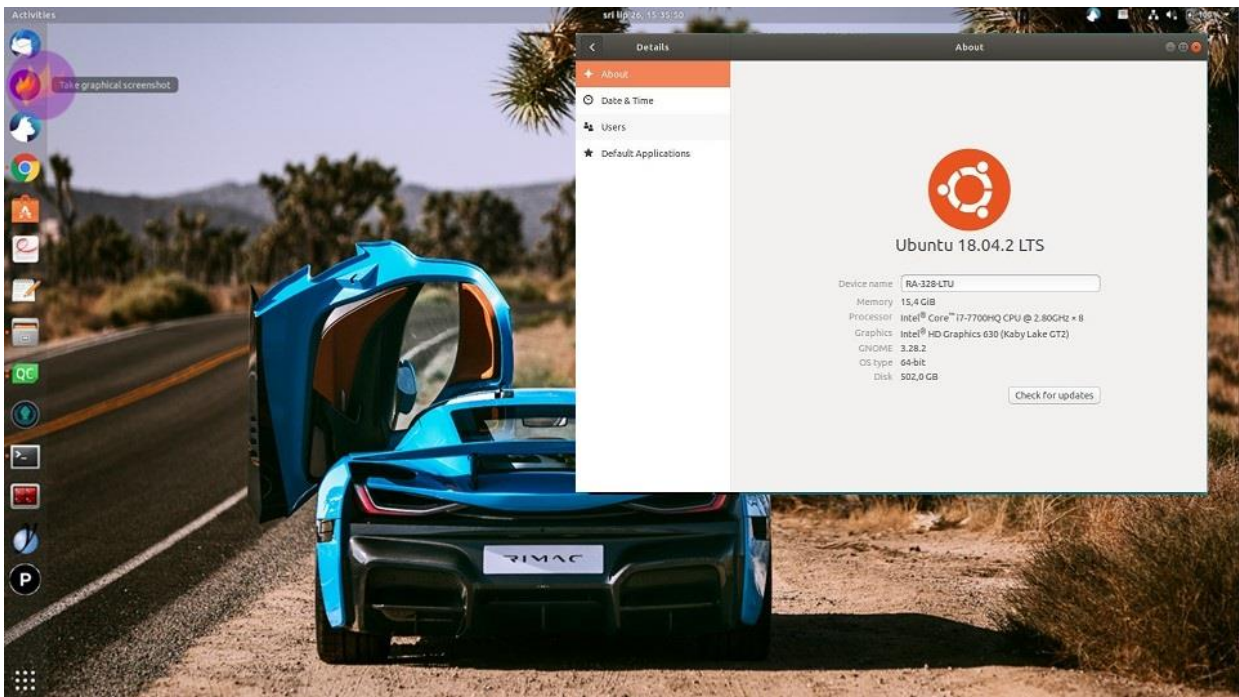 Activities
sri lip 26, 15:35:50
Take graphical screenshot
Details
About
About
Date & Time
Users
Default Applications
Ubuntu 18.04.2 LTS
Device name RA-328-LTU
Memory 15,4 GiB
Processor Intel® Core™ i7-7700HQ CPU @ 2.80GHz × 8
Graphics Intel® HD Graphics 630 (Kaby Lake GT2)
GNOME 3.28.2
OS type 64-bit
Disk 502,0 GB
Check for updates
QC
P
RIMAC